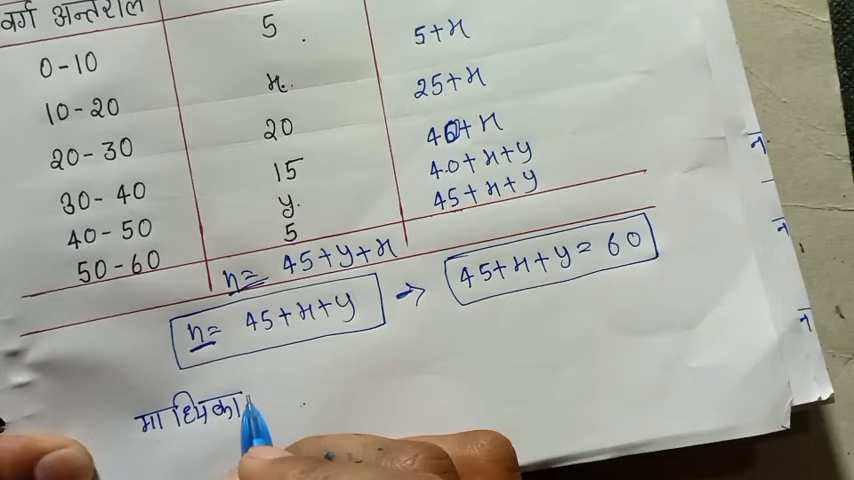 वर्ग अन्तराल
5
0-10 x 5+x
10-20 20 25+x
20-30 15 40+x
30-40 y 40+x+y
40-50 5 45+x+y
50-60
n= 45+y+x
n= 45+x+y → 45+x+y=60
माध्यिका